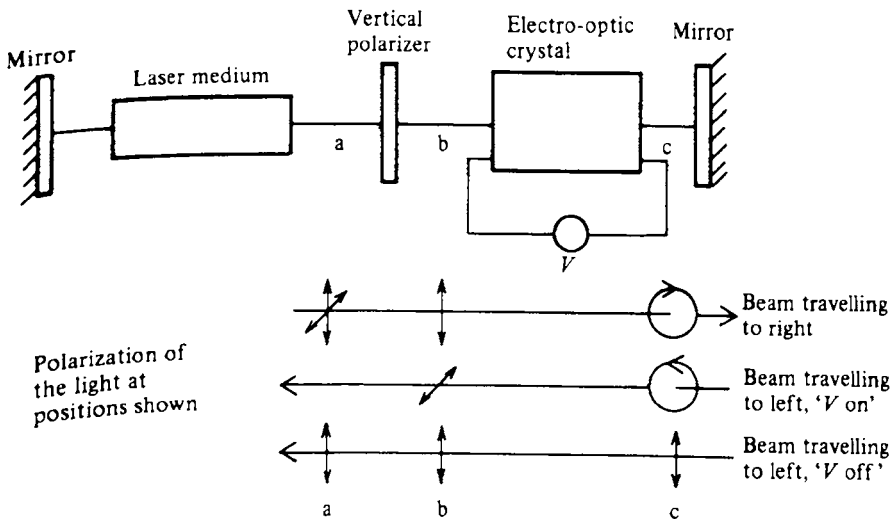 Mirror
Laser medium
Vertical
polarizer
Electro-optic
crystal
Mirror
a
b
c
V
Beam travelling
to right
Polarization of
the light at
positions shown
Beam travelling
to left, ‘V on’
Beam travelling
to left, ‘V off’
a
b
c